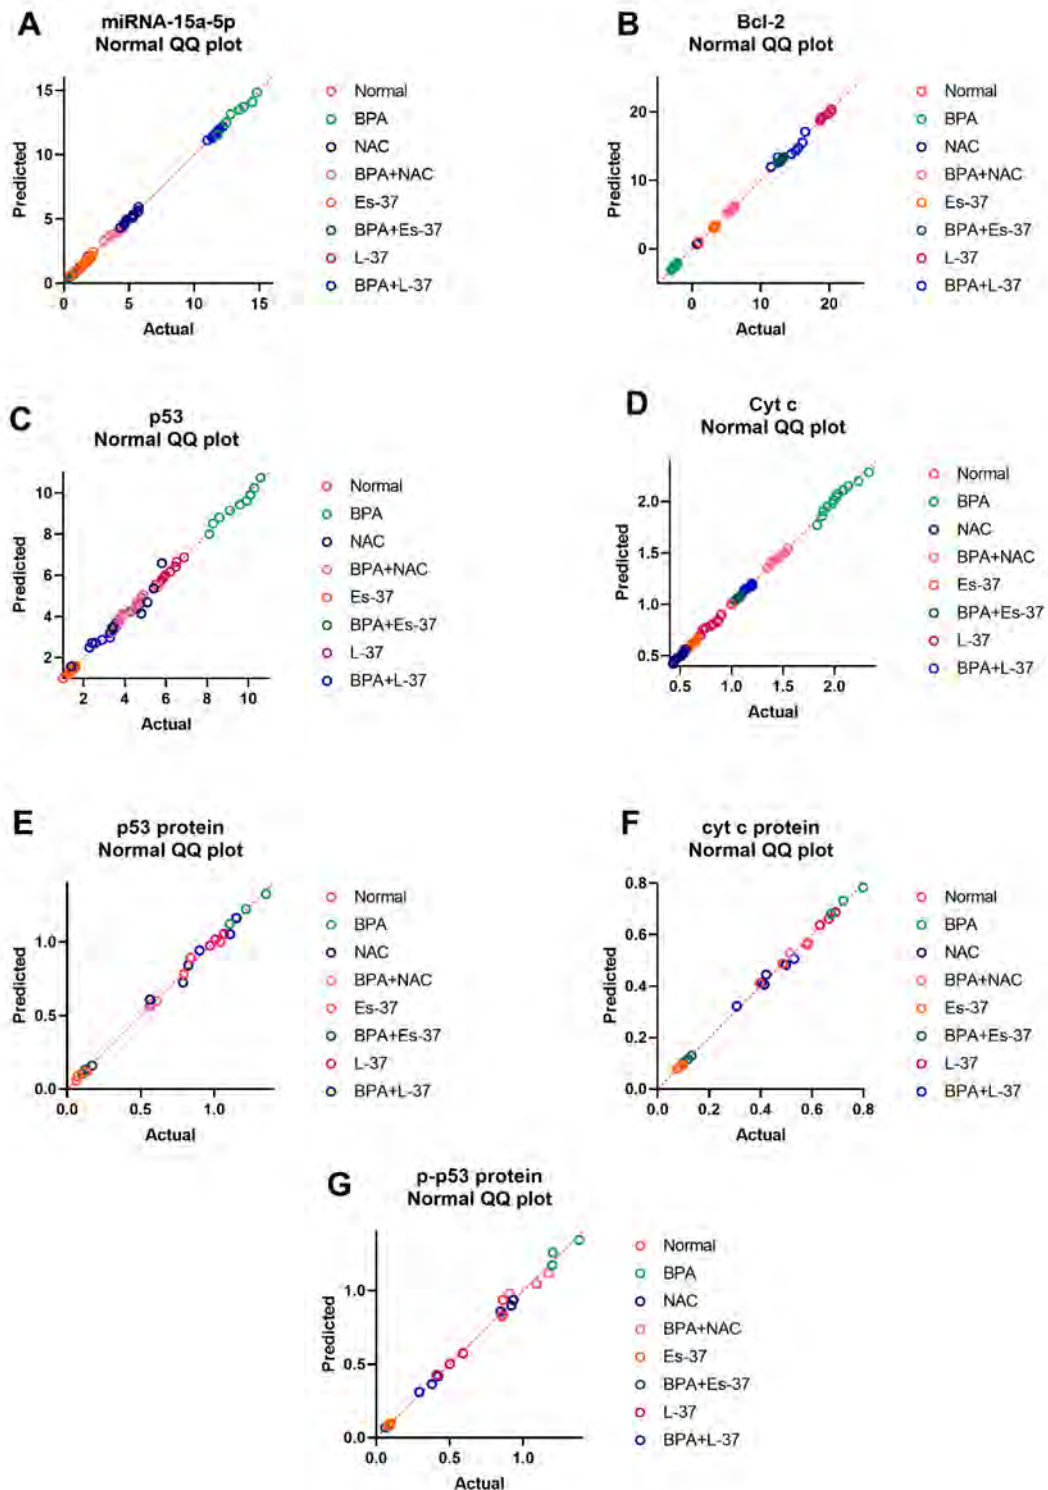 A
miRNA-15a-5p
Normal QQ plot
15
10
5
0
Predicted
0 5 10 15
Actual
Normal
BPA
NAC
BPA+NAC
Es-37
BPA+Es-37
L-37
BPA+L-37
B
Bcl-2
Normal QQ plot
20
10
0
Predicted
0 10 20
Actual
Normal
BPA
NAC
BPA+NAC
Es-37
BPA+Es-37
L-37
BPA+L-37
C
p53
Normal QQ plot
10
8
6
4
2
Predicted
2 4 6 8 10
Actual
Normal
BPA
NAC
BPA+NAC
Es-37
BPA+Es-37
L-37
BPA+L-37
D
Cyt c
Normal QQ plot
2.0
1.5
1.0
0.5
Predicted
0.5 1.0 1.5 2.0
Actual
Normal
BPA
NAC
BPA+NAC
Es-37
BPA+Es-37
L-37
BPA+L-37
E
p53 protein
Normal QQ plot
1.0
0.5
0.0
Predicted
0.0 0.5 1.0
Actual
Normal
BPA
NAC
BPA+NAC
Es-37
BPA+Es-37
L-37
BPA+L-37
F
cyt c protein
Normal QQ plot
0.8
0.6
0.4
0.2
0.0
Predicted
0.0 0.2 0.4 0.6 0.8
Actual
Normal
BPA
NAC
BPA+NAC
Es-37
BPA+Es-37
L-37
BPA+L-37
G
p-p53 protein
Normal QQ plot
1.0
0.5
0.0
Predicted
0.0 0.5 1.0
Actual
Normal
BPA
NAC
BPA+NAC
Es-37
BPA+Es-37
L-37
BPA+L-37